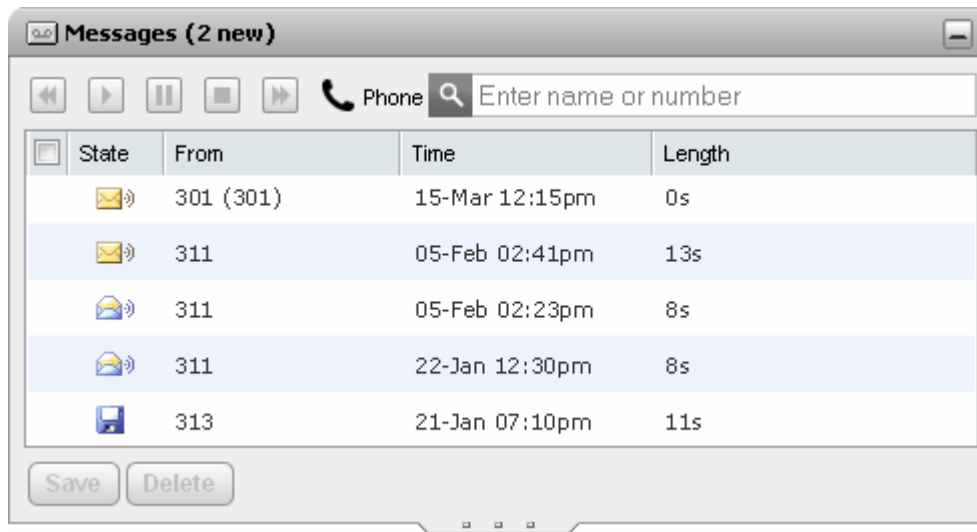 Messages (2 new)
Phone Enter name or number
State From Time Length
301 (301) 15-Mar 12:15pm 0s
311 05-Feb 02:41pm 13s
311 05-Feb 02:23pm 8s
311 22-Jan 12:30pm 8s
313 21-Jan 07:10pm 11s
Save Delete